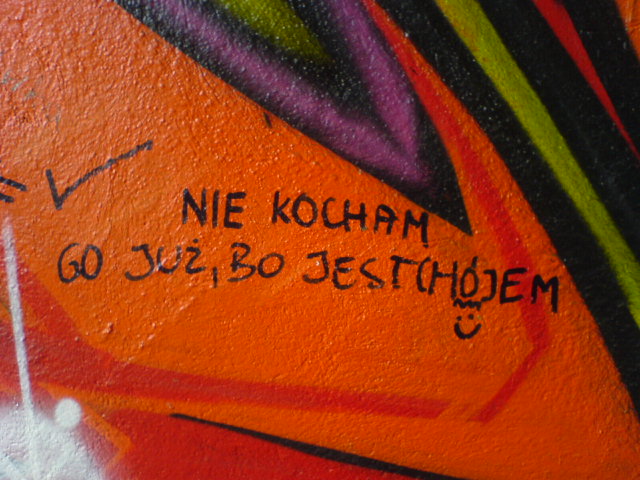 NIE KOCHAM
GO JUŻ, BO JEST CHÓJEM